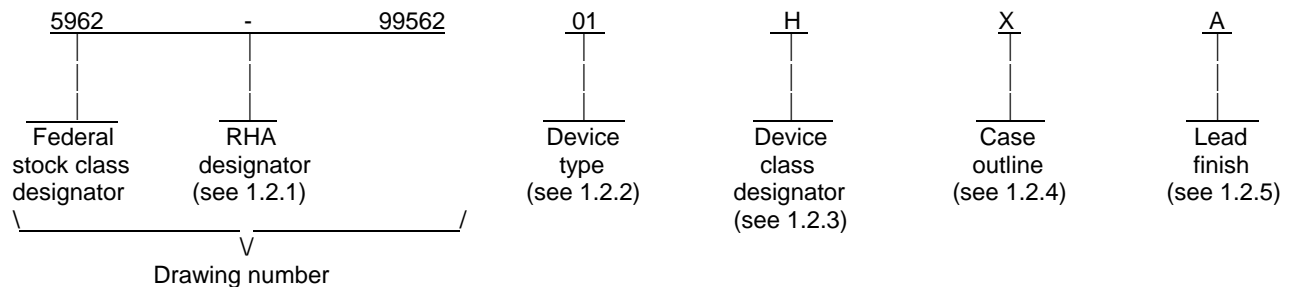 5962 - 99562 01 H X A
Federal stock class designator
RHA designator (see 1.2.1)
Device type (see 1.2.2)
Device class designator (see 1.2.3)
Case outline (see 1.2.4)
Lead finish (see 1.2.5)
Drawing number